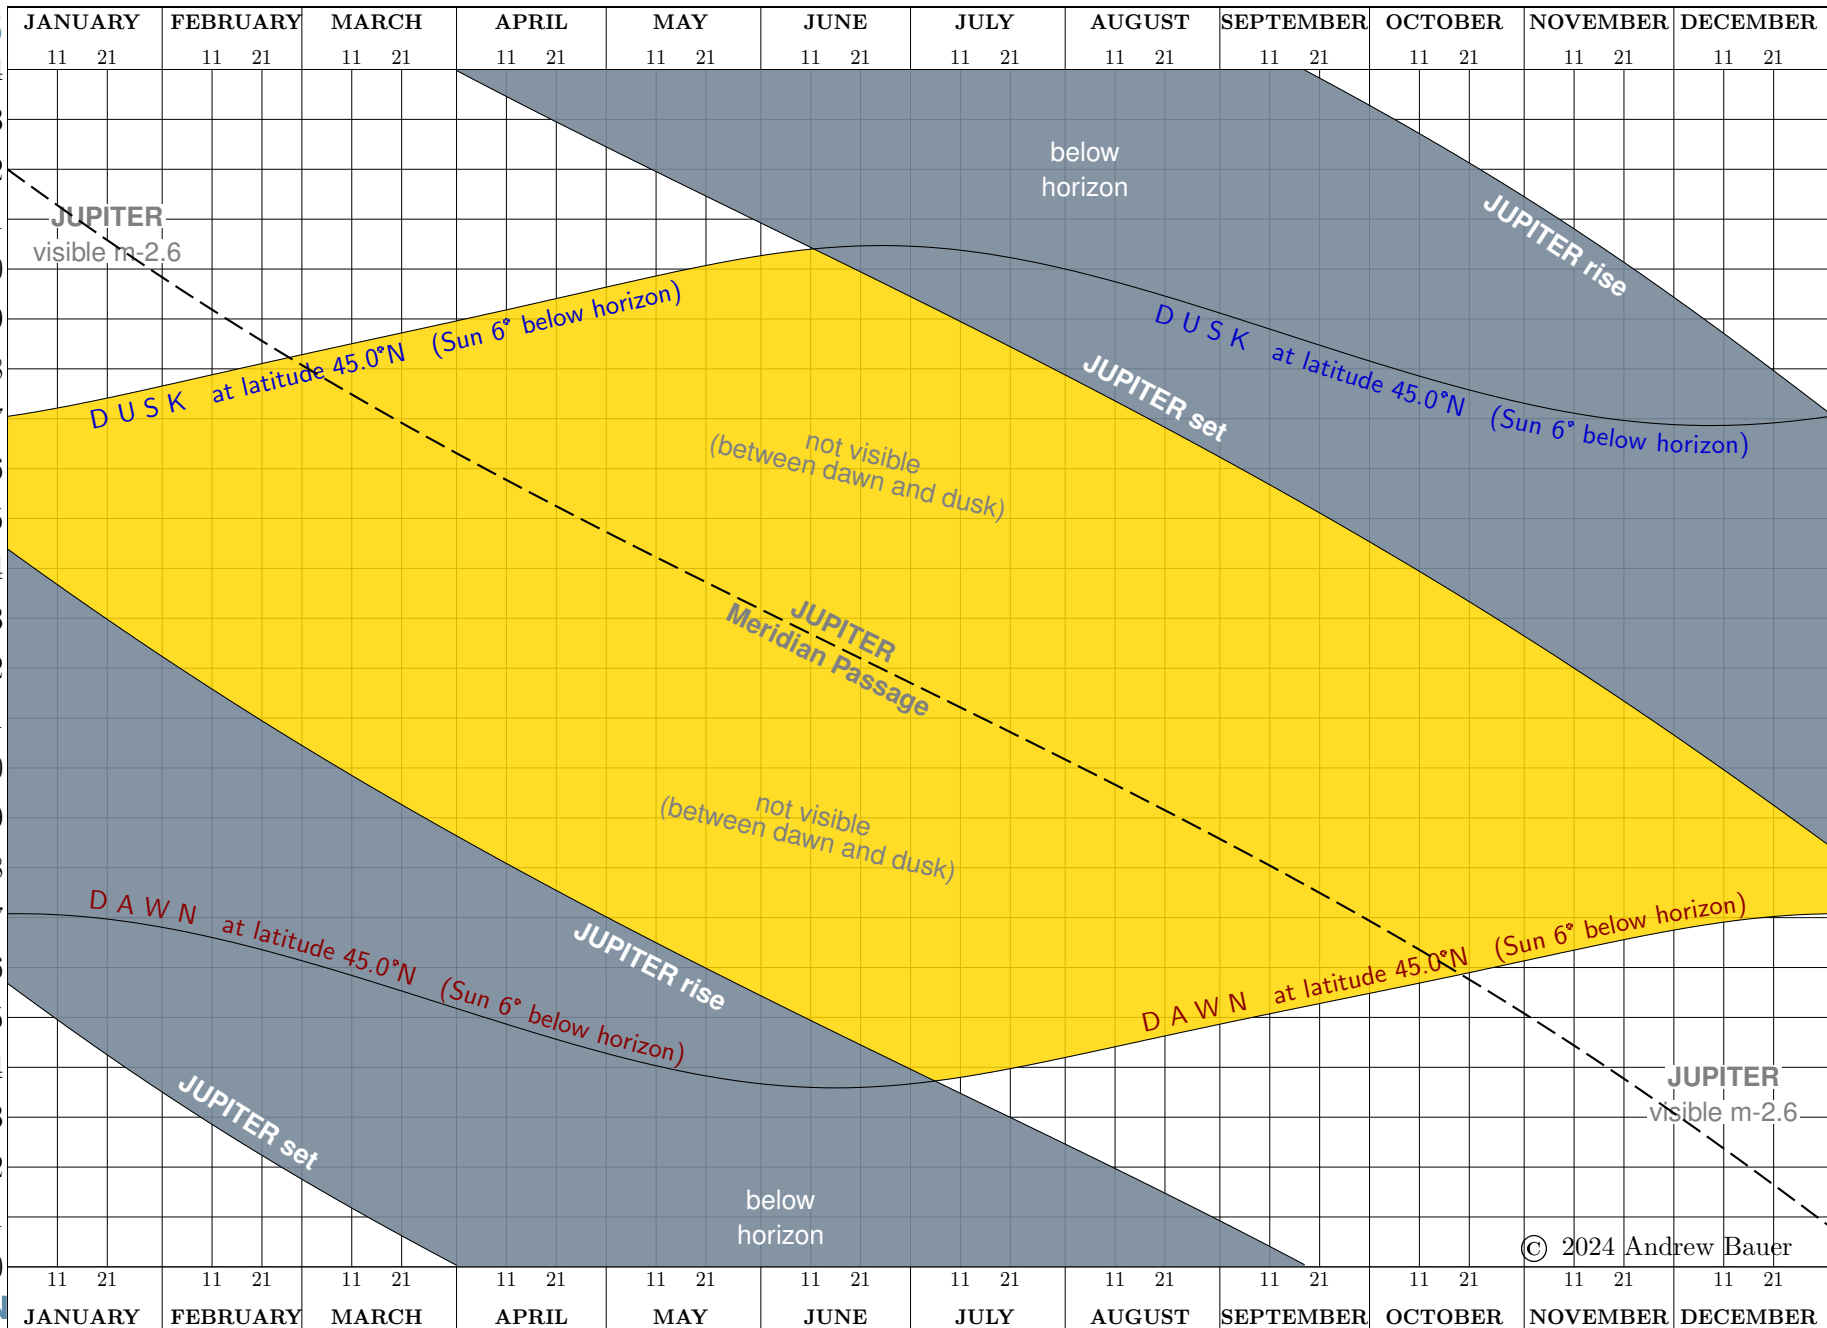 JANUARY FEBRUARY MARCH APRIL MAY JUNE JULY AUGUST SEPTEMBER OCTOBER NOVEMBER DECEMBER
11 21 11 21 11 21 11 21 11 21 11 21 11 21 11 21 11 21 11 21 11 21 11 21
below
horizon
JUPITER
visible m-2.6
JUPITER rise
DUSK at latitude 45.0°N (Sun 6° below horizon)
DUSK at latitude 45.0°N (Sun 6° below horizon)
JUPITER set
not visible
(between dawn and dusk)
JUPITER
Meridian Passage
not visible
(between dawn and dusk)
DAWN at latitude 45.0°N (Sun 6° below horizon)
JUPITER rise
DAWN at latitude 45.0°N (Sun 6° below horizon)
JUPITER set
JUPITER
visible m-2.6
below
horizon
© 2024 Andrew Bauer
11 21 11 21 11 21 11 21 11 21 11 21 11 21 11 21 11 21 11 21 11 21 11 21
JANUARY FEBRUARY MARCH APRIL MAY JUNE JULY AUGUST SEPTEMBER OCTOBER NOVEMBER DECEMBER